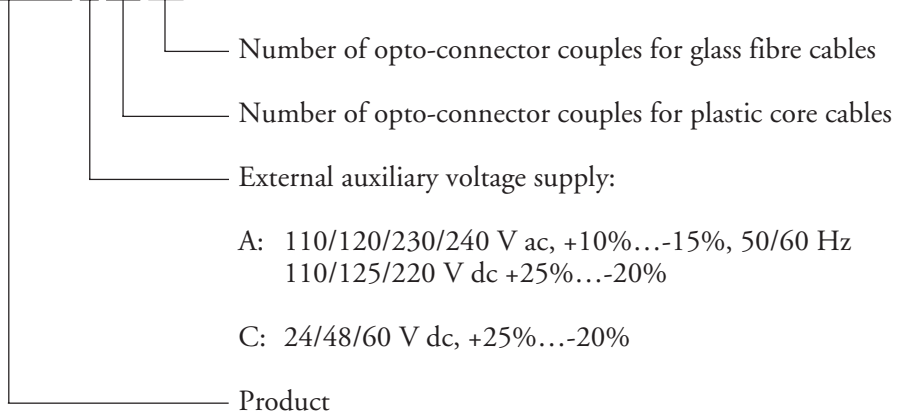 Number of opto-connector couples for glass fibre cables
Number of opto-connector couples for plastic core cables
External auxiliary voltage supply:
A: 110/120/230/240 V ac, +10%…-15%, 50/60 Hz
110/125/220 V dc +25%…-20%
C: 24/48/60 V dc, +25%…-20%
Product